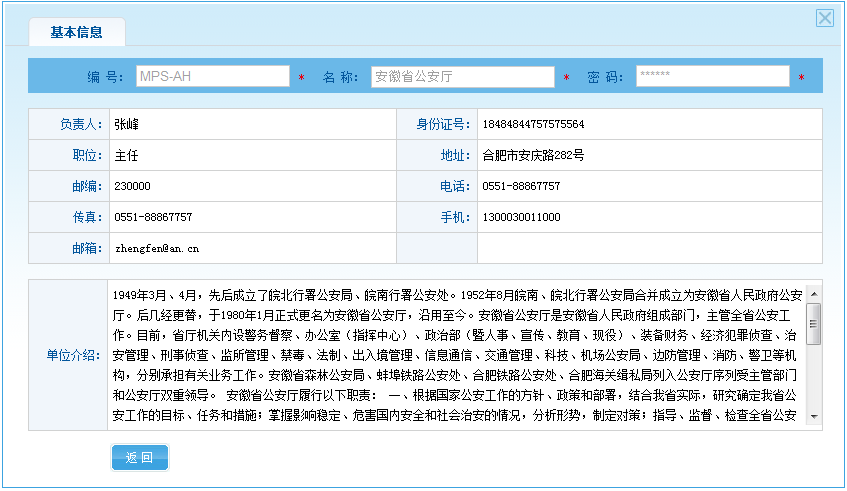 基本信息
编 号： MPS-AH * 名 称： 安徽省公安厅 * 密 码： ****** *
负责人： 张峰 身份证号： 18484844757575564
职位： 主任 地址： 合肥市安庆路282号
邮编： 230000 电话： 0551-88867757
传真： 0551-88867757 手机： 1300030011000
邮箱： zhengfen@an.cn
单位介绍：
1949年3月、4月，先后成立了皖北行署公安局、皖南行署公安处。1952年8月皖南、皖北行署公安局合并成立为安徽省人民政府公安
厅。后几经更替，于1980年1月正式更名为安徽省公安厅，沿用至今。安徽省公安厅是安徽省人民政府组成部门，主管全省公安工
作。目前，省厅机关内设警务督察、办公室（指挥中心）、政治部（暨人事、宣传、教育、现役）、装备财务、经济犯罪侦查、治
安管理、刑事侦查、监所管理、禁毒、法制、出入境管理、信息通信、交通管理、科技、机场公安局、边防管理、消防、警卫等机
构，分别承担有关业务工作。安徽省森林公安局、蚌埠铁路公安处、合肥铁路公安处、合肥海关缉私局列入公安厅序列受主管部门
和公安厅双重领导。 安徽省公安厅履行以下职责： 一、根据国家公安工作的方针、政策和部署，结合我省实际，研究确定我省公
安工作的目标、任务和措施；掌握影响稳定、危害国内安全和社会治安的情况，分析形势，制定对策；指导、监督、检查全省公安
返 回